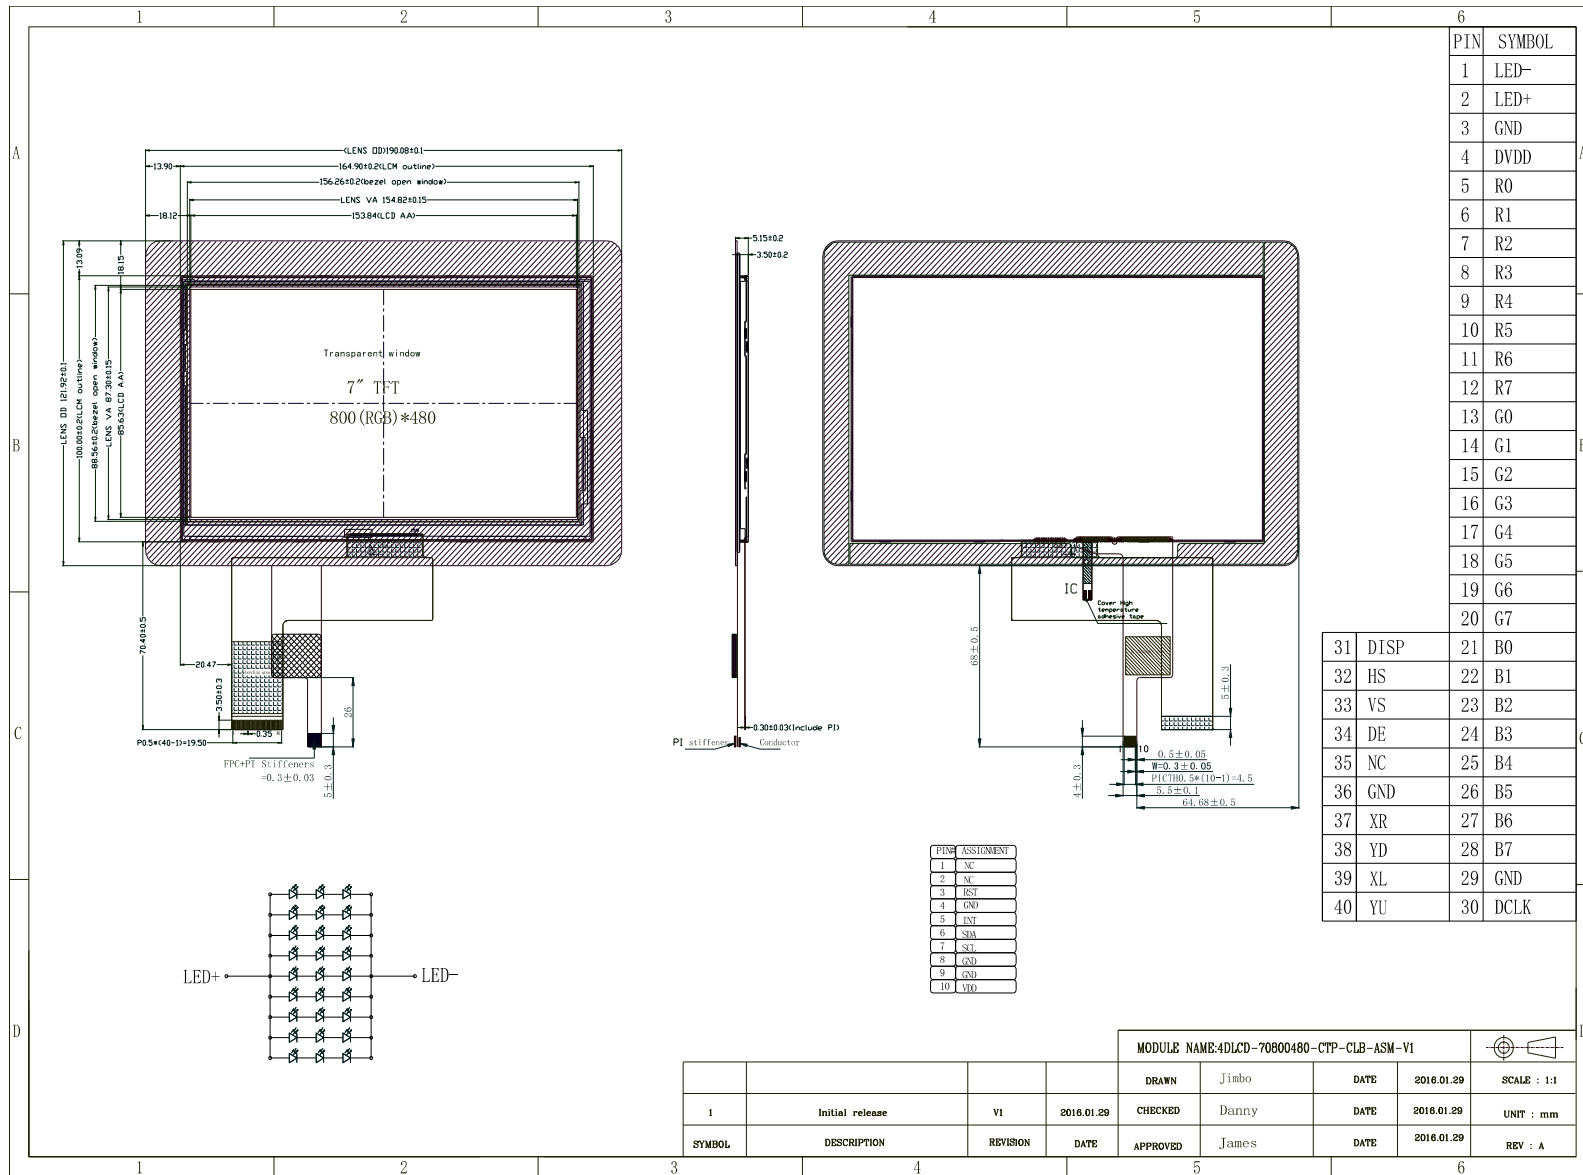 1 2 3 4 5 6
PIN SYMBOL
1 LED-
2 LED+
3 GND
4 DVDD
5 R0
6 R1
7 R2
8 R3
9 R4
10 R5
11 R6
12 R7
13 G0
14 G1
15 G2
16 G3
17 G4
18 G5
19 G6
20 G7
31 DISP 21 B0
32 HS 22 B1
33 VS 23 B2
34 DE 24 B3
35 NC 25 B4
36 GND 26 B5
37 XR 27 B6
38 YD 28 B7
39 XL 29 GND
40 YU 30 DCLK
A
B
C
D
(LENS OD)190.08±0.1
13.90
164.90±0.2(LCM outline)
156.26±0.2(bezel open window)
LENS VA 154.82±0.15
18.12
153.84(LCD AA)
13.09
18.15
LENS OD 121.92±0.1
100.00±0.2(LCM outline)
88.56±0.2(bezel open window)
LENS VA 87.30±0.15
85.63(LCD AA)
Transparent window
7" TFT
800(RGB)*480
70.40±0.5
20.47
3.50±0.3
0.35
P0.5*(40-1)=19.50
26
FPC+PI Stiffeners
=0.3±0.03
5±0.3
5.15±0.2
3.50±0.2
0.30±0.03(Include PI)
PI stiffener
Conductor
IC
Cover High
temperature
adhesive tape
68±0.5
5±0.3
4±0.3
1 10
0.5±0.05
W=0.3±0.05
PICTH0.5*(10-1)=4.5
5.5±0.1
64.68±0.5
PIN# ASSIGNMENT
1 NC
2 NC
3 RST
4 GND
5 INT
6 SDA
7 SCL
8 GND
9 GND
10 VDD
LED+
LED-
MODULE NAME:4DLCD-70800480-CTP-CLB-ASM-V1
DRAWN Jimbo DATE 2016.01.29 SCALE : 1:1
1 Initial release V1 2016.01.29 CHECKED Danny DATE 2016.01.29 UNIT : mm
SYMBOL DESCRIPTION REVISION DATE APPROVED James DATE 2016.01.29 REV : A
1 2 3 4 5 6